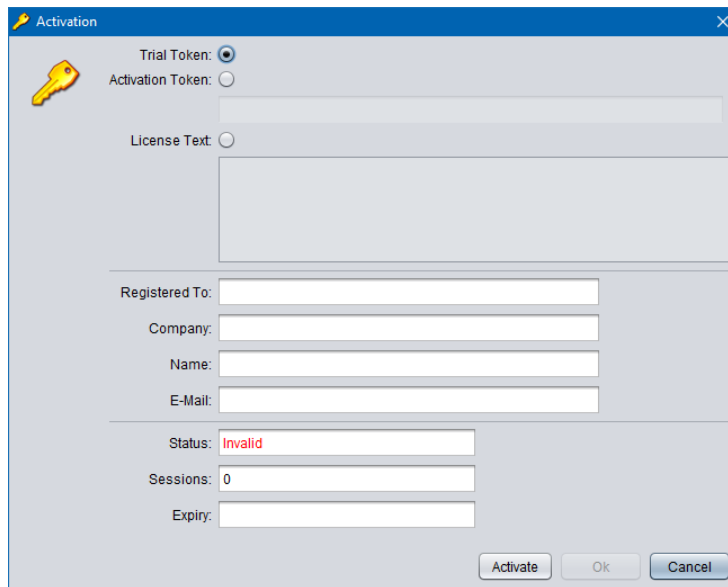 Activation
Trial Token:
Activation Token:
License Text:
Registered To:
Company:
Name:
E-Mail:
Status: Invalid
Sessions: 0
Expiry:
Activate Ok Cancel